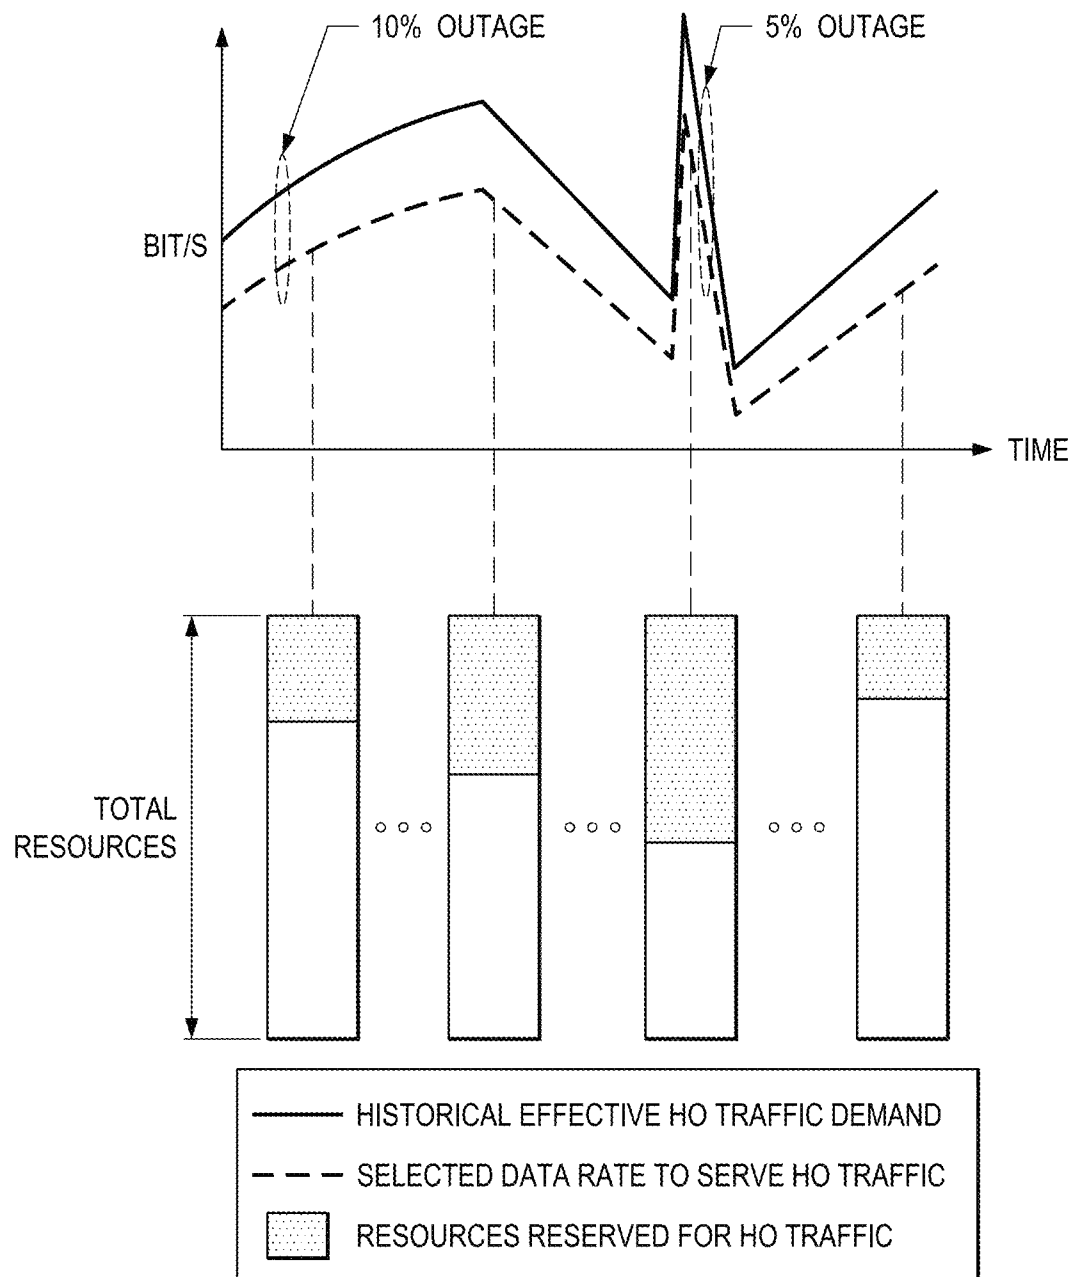 10% OUTAGE
5% OUTAGE
BIT/S
TIME
TOTAL
RESOURCES
HISTORICAL EFFECTIVE HO TRAFFIC DEMAND
SELECTED DATA RATE TO SERVE HO TRAFFIC
RESOURCES RESERVED FOR HO TRAFFIC